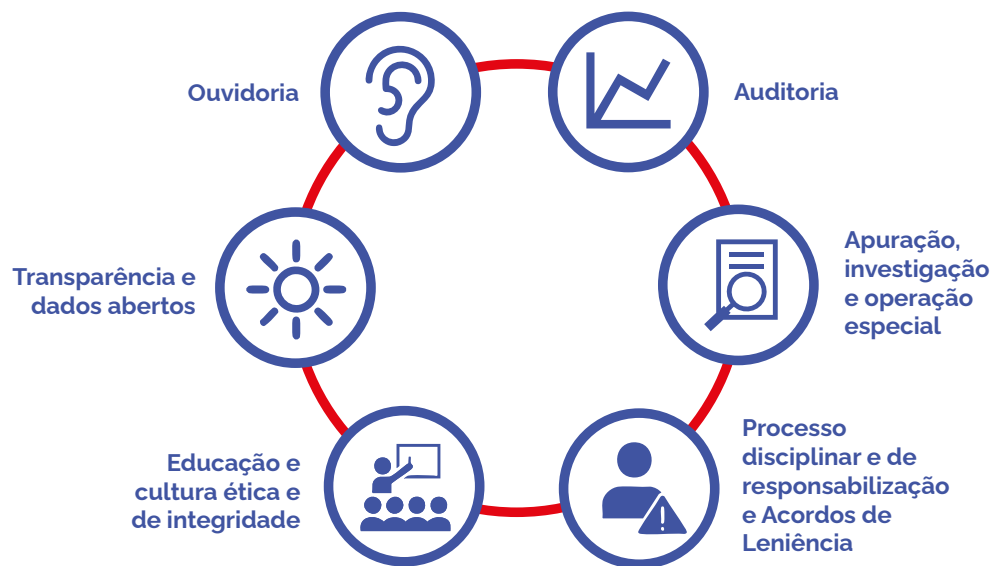 Ouvidoria
Auditoria
Transparência e
dados abertos
Apuração,
investigação
e operação
especial
Educação e
cultura ética e
de integridade
Processo
disciplinar e de
responsabilização
e Acordos de
Leniência